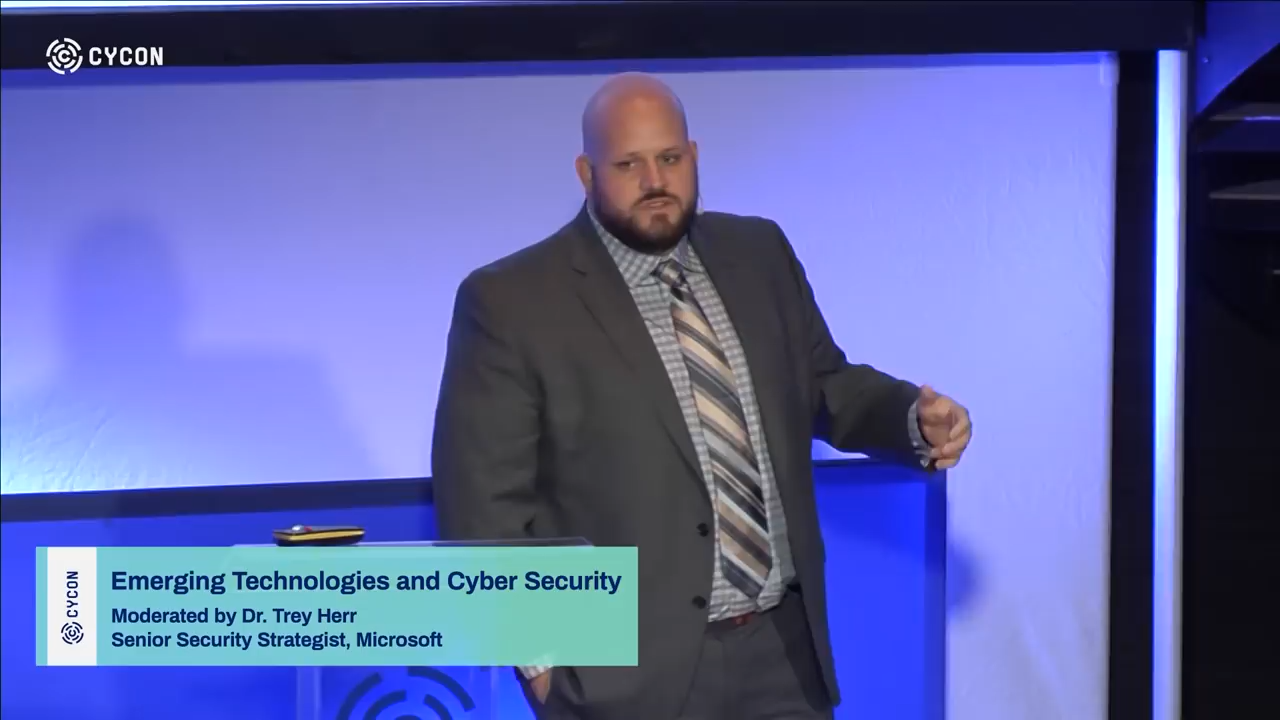 CYCON
Emerging Technologies and Cyber Security
Moderated by Dr. Trey Herr
Senior Security Strategist, Microsoft
CYCON